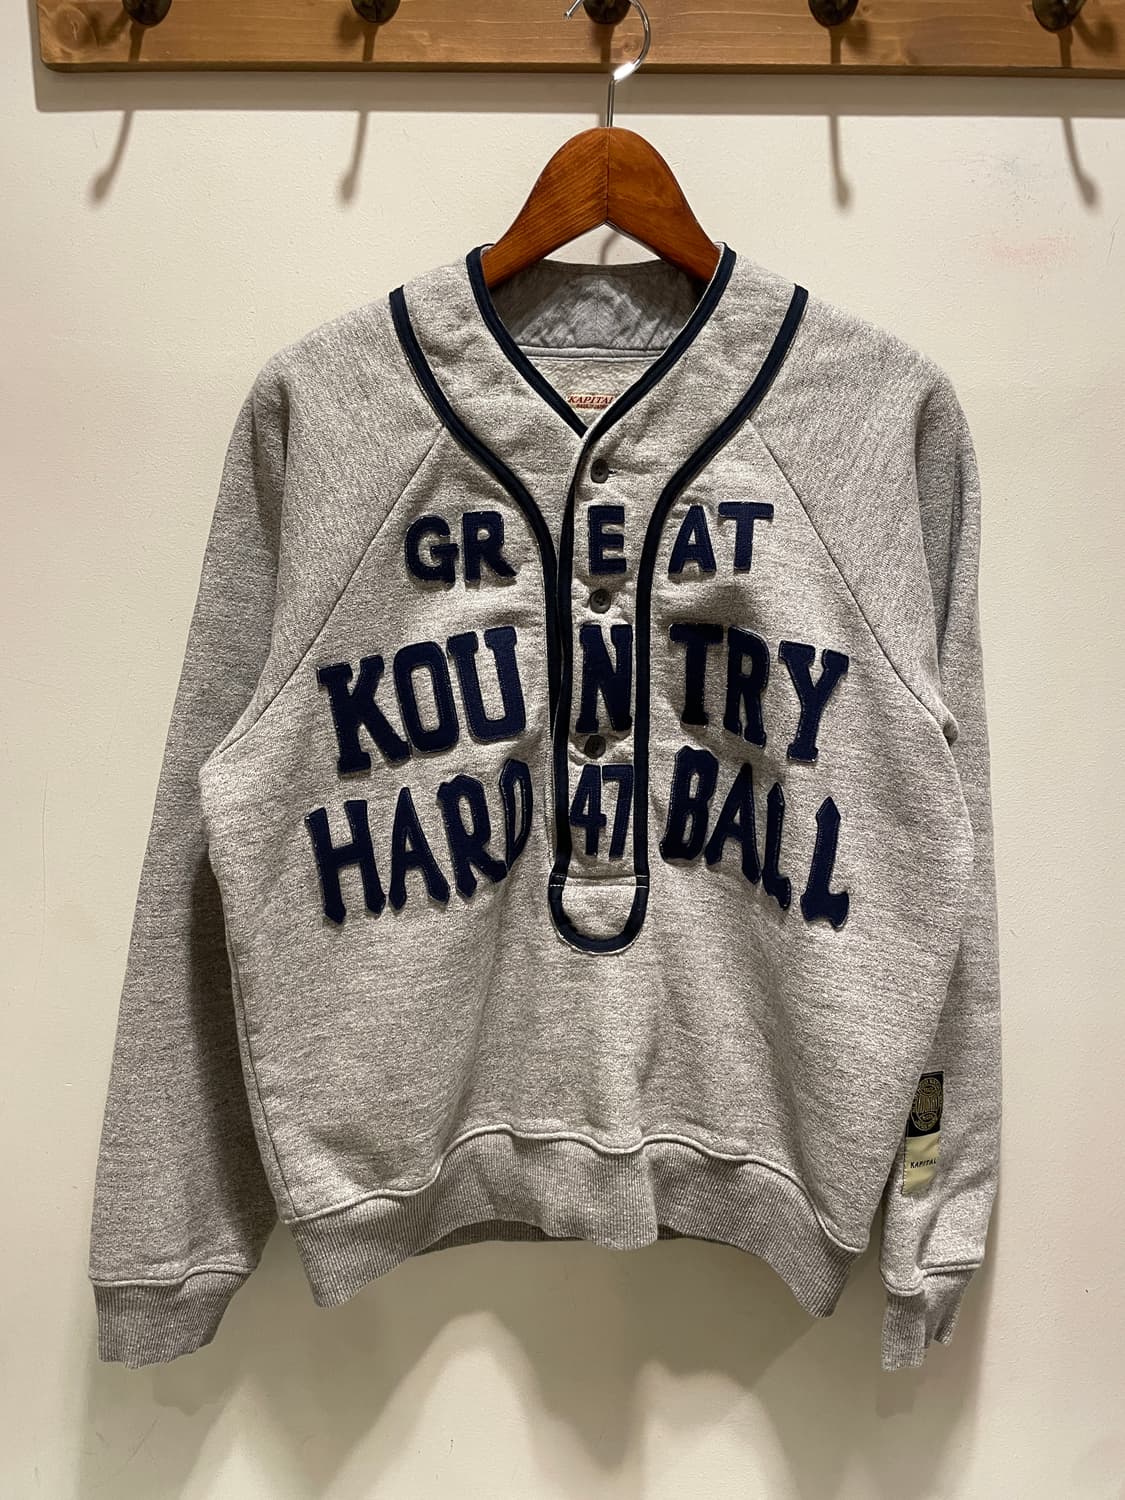 KAPITAL
GREAT
KOUNTRY
HARD 47 BALL
KAPITAL